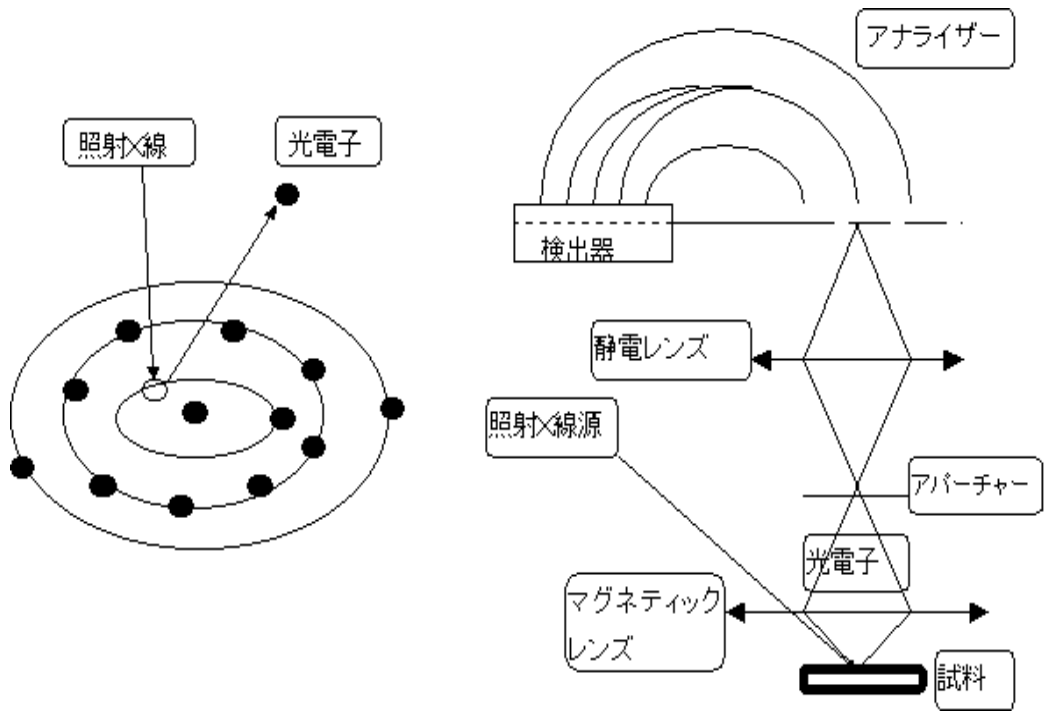 照射X線
光電子
アナライザー
検出器
静電レンズ
照射X線源
アパーチャー
光電子
マグネティック
レンズ
試料